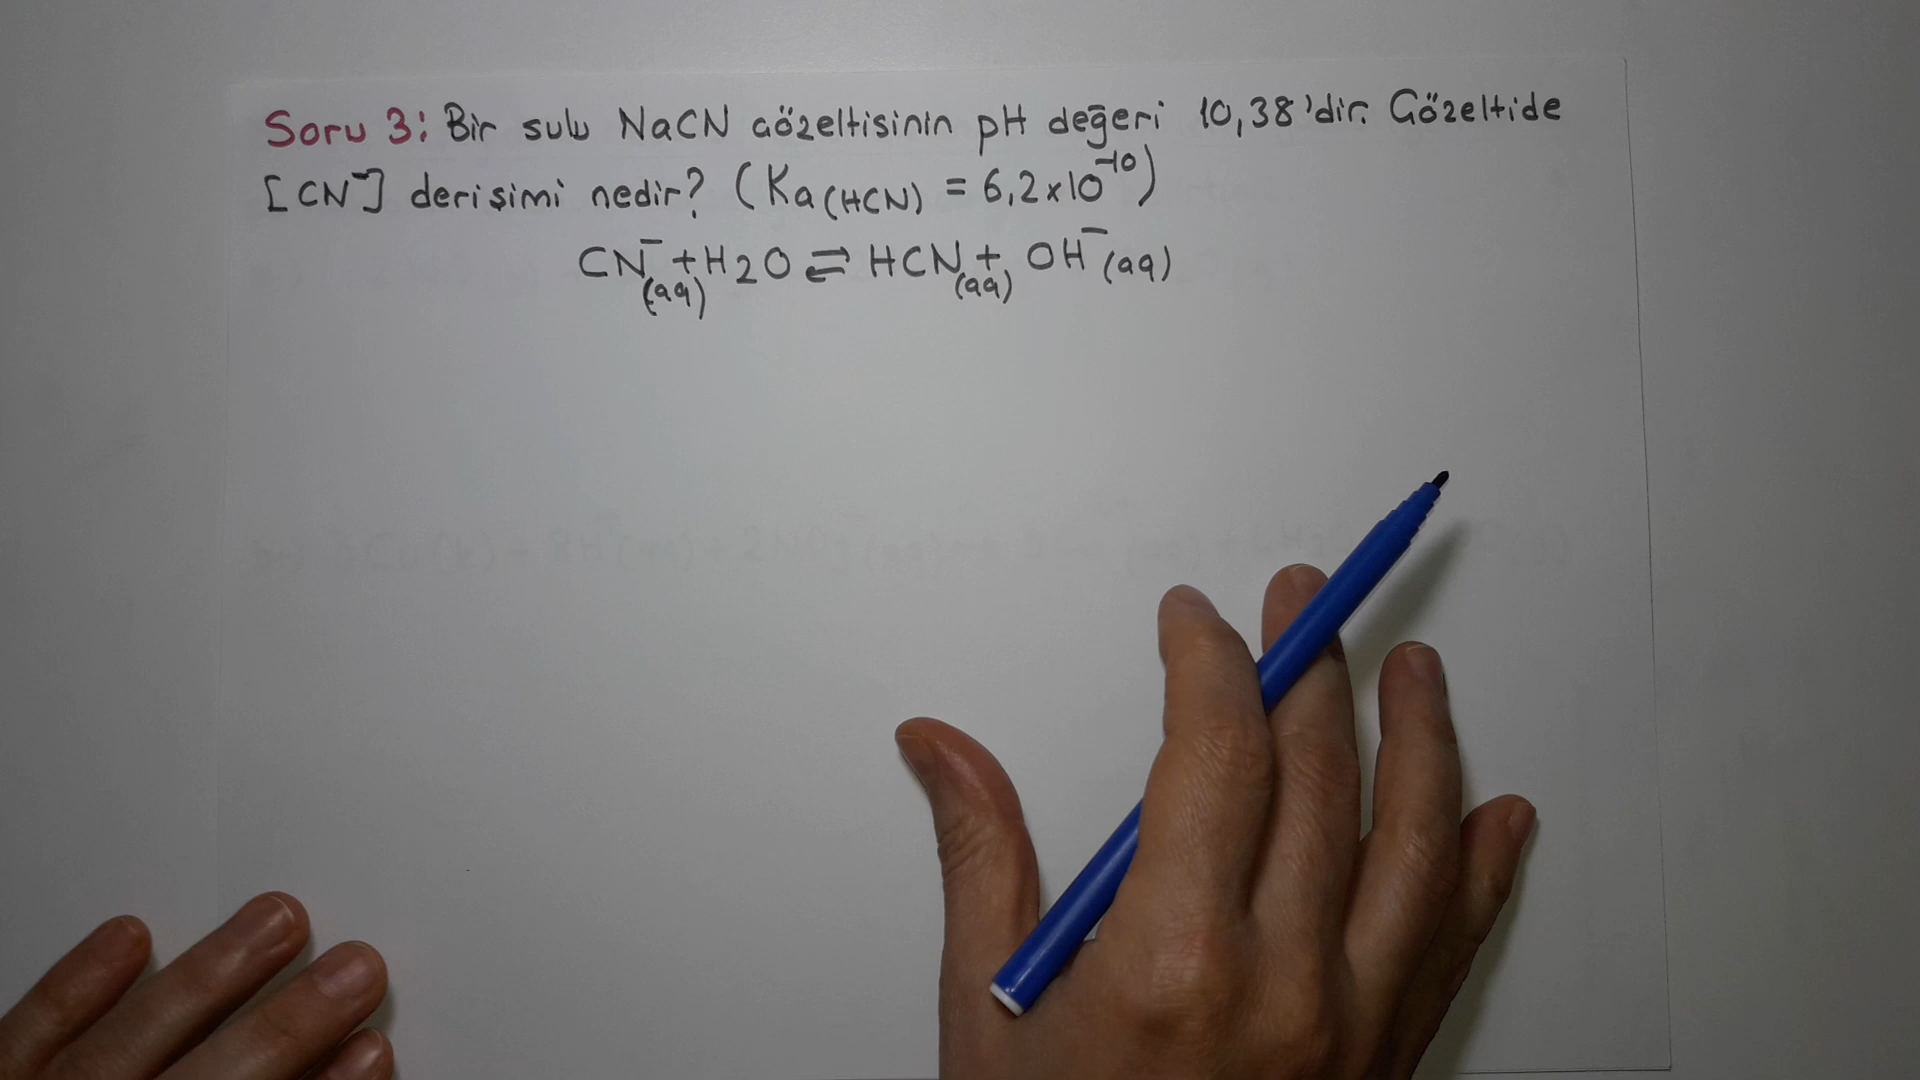 Soru 3: Bir sulu NaCN çözeltisinin pH değeri 10,38'dir. Çözeltide
[CN⁻] derişimi nedir? (Ka(HCN) = 6,2x10⁻¹⁰)
CN⁻(aq) + H2O ⇌ HCN(aq) + OH⁻(aq)